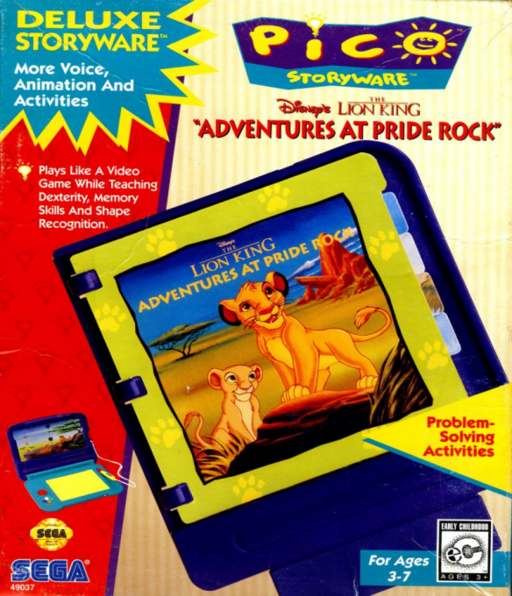 DELUXE
STORYWARE™
More Voice,
Animation And
Activities
PICO
STORYWARE™
Disney's THE LION KING
"ADVENTURES AT PRIDE ROCK"
Plays Like A Video
Game While Teaching
Dexterity, Memory
Skills And Shape
Recognition.
Disney's
THE
LION KING
ADVENTURES AT PRIDE ROCK
Problem-
Solving
Activities
SEGA
SEGA®
49037
For Ages
3-7
EARLY CHILDHOOD
eC
AGES 3+